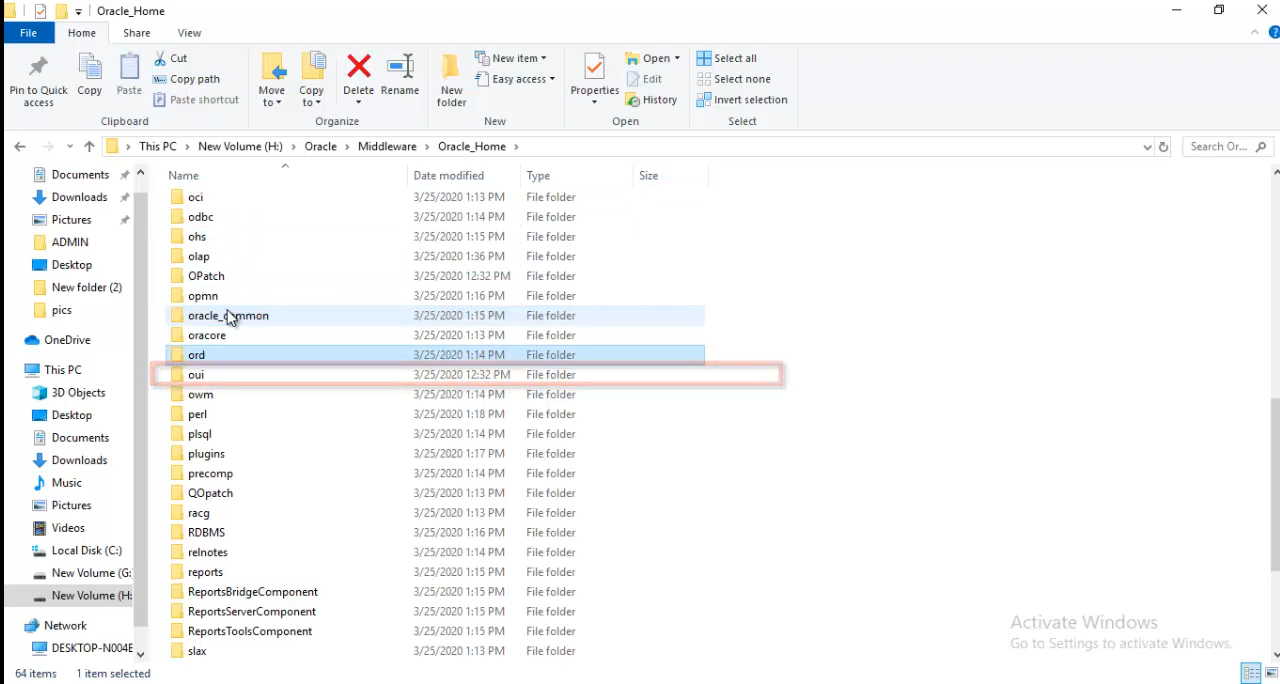 Oracle_Home
File Home Share View
Pin to Quick access
Copy
Paste
Cut
Copy path
Paste shortcut
Clipboard
Move to
Copy to
Delete
Rename
Organize
New folder
New item
Easy access
New
Properties
Open
Edit
History
Open
Select all
Select none
Invert selection
Select
This PC > New Volume (H:) > Oracle > Middleware > Oracle_Home >
Search Or...
Documents
Downloads
Pictures
ADMIN
Desktop
New folder (2)
pics
OneDrive
This PC
3D Objects
Desktop
Documents
Downloads
Music
Pictures
Videos
Local Disk (C:)
New Volume (G:
New Volume (H:
Network
DESKTOP-N004E
Name Date modified Type Size
oci 3/25/2020 1:13 PM File folder
odbc 3/25/2020 1:14 PM File folder
ohs 3/25/2020 1:15 PM File folder
olap 3/25/2020 1:36 PM File folder
OPatch 3/25/2020 12:32 PM File folder
opmn 3/25/2020 1:16 PM File folder
oracle_common 3/25/2020 1:15 PM File folder
oracore 3/25/2020 1:13 PM File folder
ord 3/25/2020 1:14 PM File folder
oui 3/25/2020 12:32 PM File folder
owm 3/25/2020 1:14 PM File folder
perl 3/25/2020 1:18 PM File folder
plsql 3/25/2020 1:14 PM File folder
plugins 3/25/2020 1:17 PM File folder
precomp 3/25/2020 1:14 PM File folder
QOpatch 3/25/2020 1:13 PM File folder
racg 3/25/2020 1:13 PM File folder
RDBMS 3/25/2020 1:16 PM File folder
relnotes 3/25/2020 1:14 PM File folder
reports 3/25/2020 1:15 PM File folder
ReportsBridgeComponent 3/25/2020 1:15 PM File folder
ReportsServerComponent 3/25/2020 1:15 PM File folder
ReportsToolsComponent 3/25/2020 1:15 PM File folder
slax 3/25/2020 1:13 PM File folder
Activate Windows
Go to Settings to activate Windows.
64 items 1 item selected